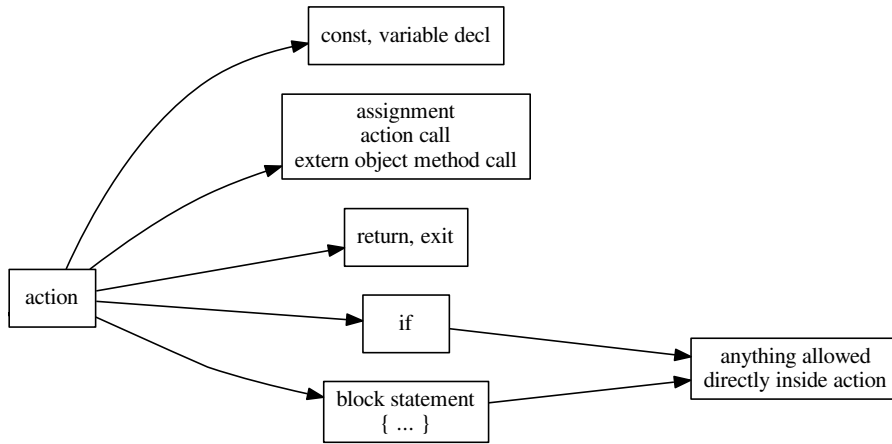 const, variable decl
assignment
action call
extern object method call
return, exit
action
if
anything allowed
directly inside action
block statement
{ ... }